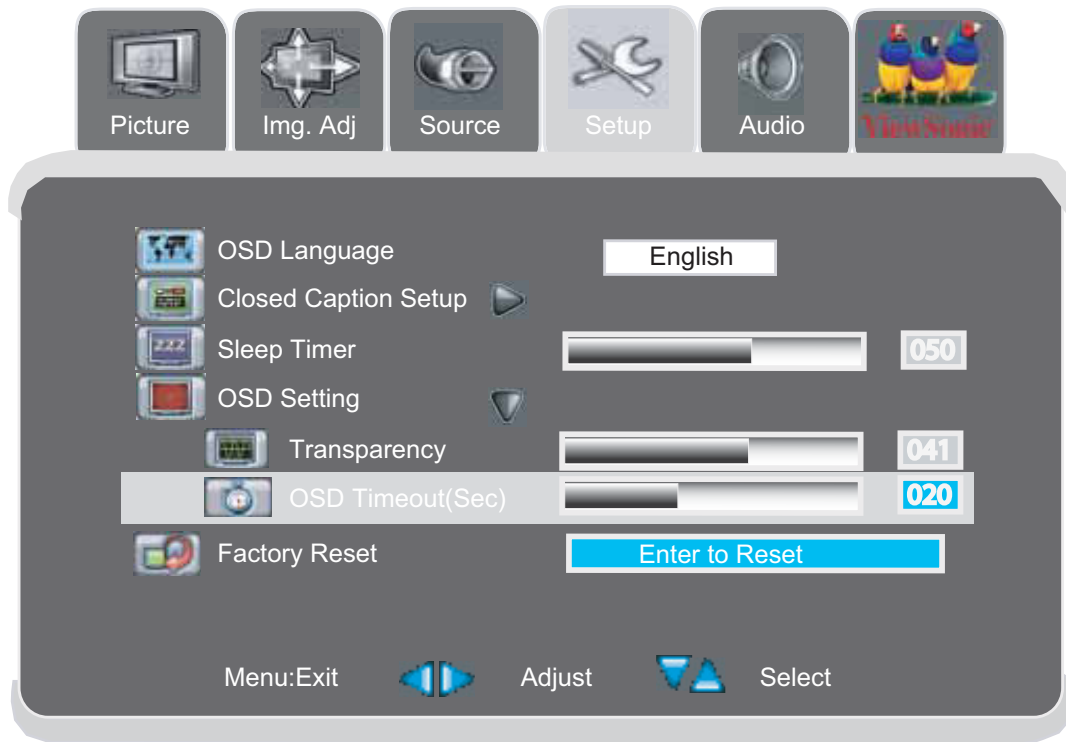 Picture Img. Adj Source Setup Audio ViewSonic
OSD Language English
Closed Caption Setup
ZZZ
Sleep Timer 050
OSD Setting
Transparency 041
OSD Timeout(Sec) 020
Factory Reset Enter to Reset
Menu:Exit Adjust Select